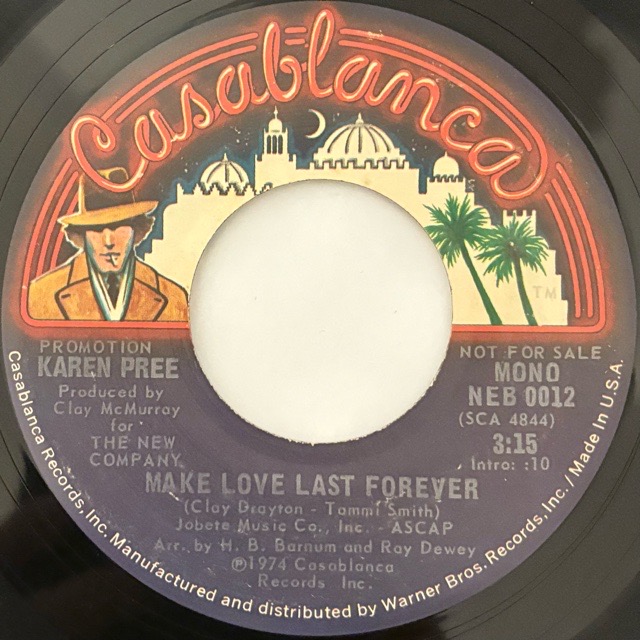 Casablanca
TM
PROMOTION
KAREN PREE
Produced by
Clay McMurray
for
THE NEW
COMPANY
NOT FOR SALE
MONO
NEB 0012
(SCA 4844)
3:15
Intro: :10
MAKE LOVE LAST FOREVER
(Clay Drayton - Tammi Smith)
Jobete Music Co., Inc. - ASCAP
Arr. by H. B. Barnum and Ray Dewey
℗1974 Casablanca
Records Inc.
Casablanca Records, Inc. Manufactured and distributed by Warner Bros. Records, Inc. / Made in U.S.A.